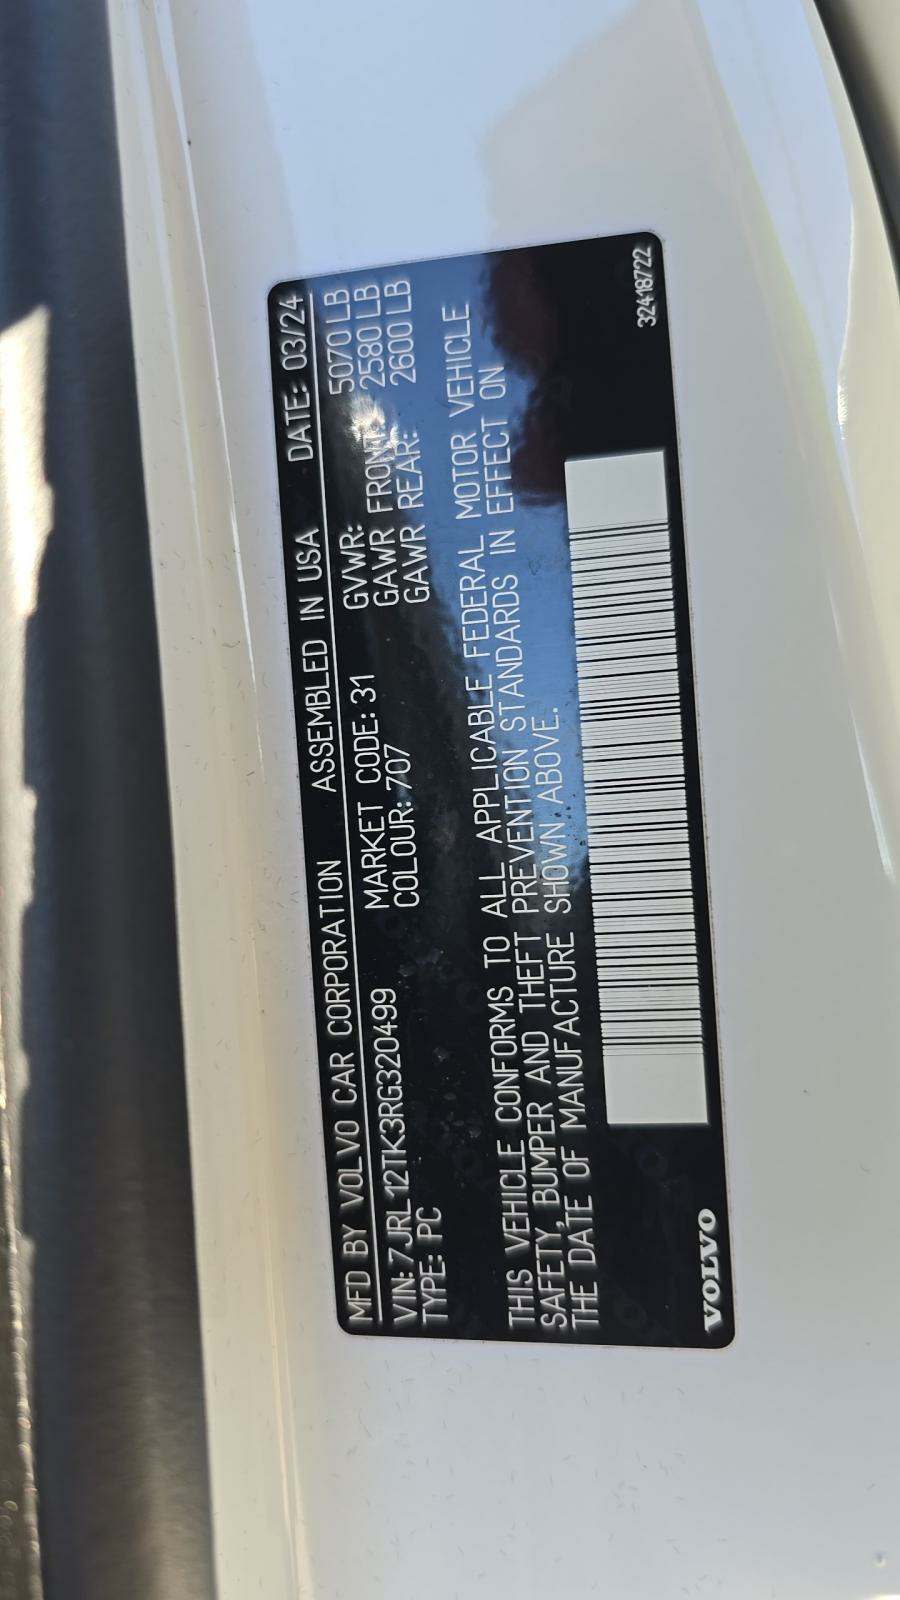 MFD BY VOLVO CAR CORPORATION ASSEMBLED IN USA DATE: 03/24
VIN: 7JRL12TK3RG320499 MARKET CODE: 31 GVWR: 5070 LB
TYPE: PC COLOUR: 707 GAWR FRONT: 2580 LB
GAWR REAR: 2600 LB
THIS VEHICLE CONFORMS TO ALL APPLICABLE FEDERAL MOTOR VEHICLE
SAFETY, BUMPER AND THEFT PREVENTION STANDARDS IN EFFECT ON
THE DATE OF MANUFACTURE SHOWN ABOVE.
VOLVO 32418722